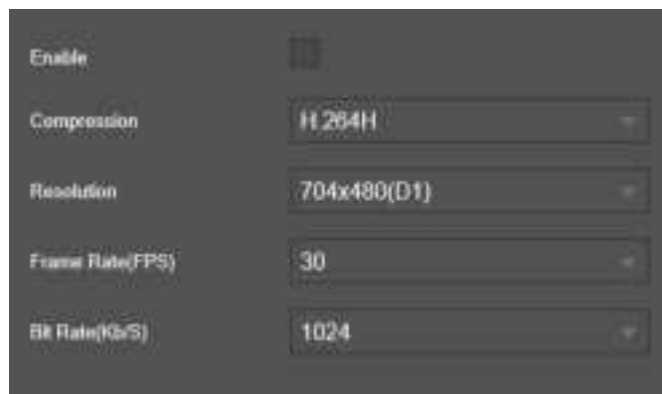 Enable
Compression H.264H
Resolution 704x480(D1)
Frame Rate(FPS) 30
Bit Rate(Kb/S) 1024